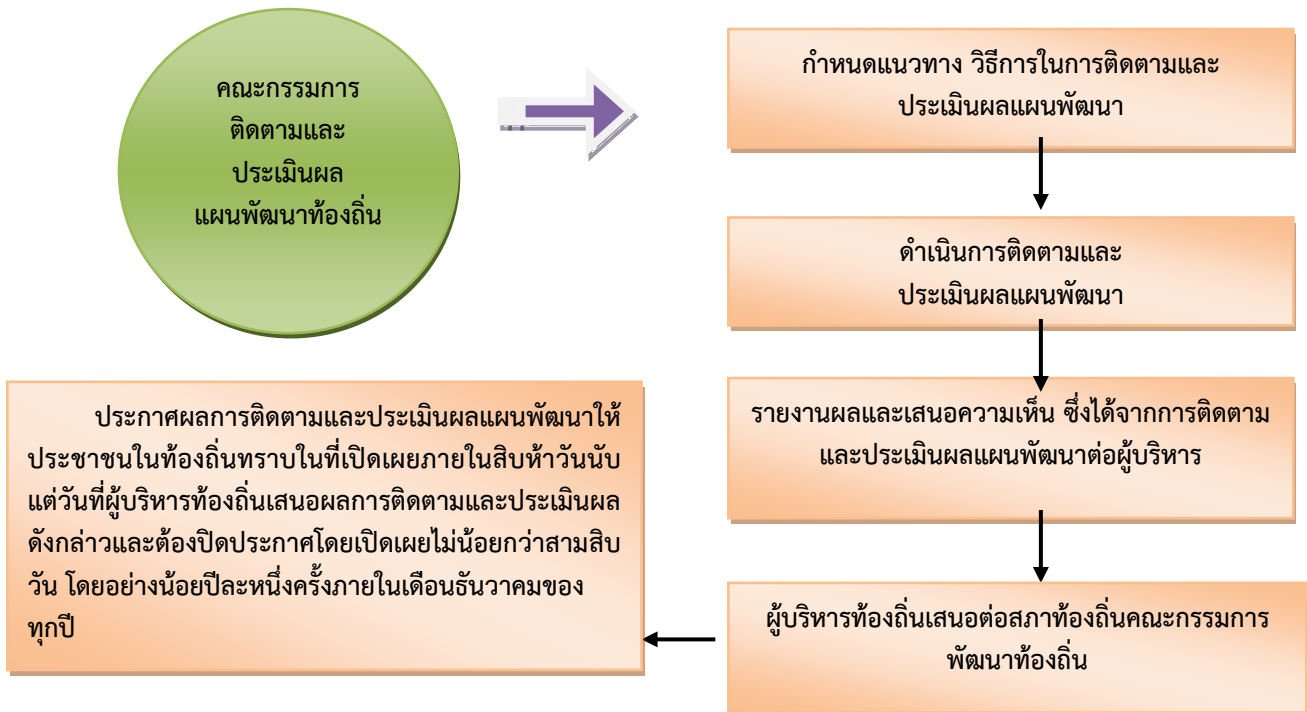 คณะกรรมการ
ติดตามและ
ประเมินผล
แผนพัฒนาท้องถิ่น
กำหนดแนวทาง วิธีการในการติดตามและ
ประเมินผลแผนพัฒนา
ดำเนินการติดตามและ
ประเมินผลแผนพัฒนา
รายงานผลและเสนอความเห็น ซึ่งได้จากการติดตาม
และประเมินผลแผนพัฒนาต่อผู้บริหาร
ผู้บริหารท้องถิ่นเสนอต่อสภาท้องถิ่นคณะกรรมการ
พัฒนาท้องถิ่น
ประกาศผลการติดตามและประเมินผลแผนพัฒนาให้
ประชาชนในท้องถิ่นทราบในที่เปิดเผยภายในสิบห้าวันนับ
แต่วันที่ผู้บริหารท้องถิ่นเสนอผลการติดตามและประเมินผล
ดังกล่าวและต้องปิดประกาศโดยเปิดเผยไม่น้อยกว่าสามสิบ
วัน โดยอย่างน้อยปีละหนึ่งครั้งภายในเดือนธันวาคมของ
ทุกปี